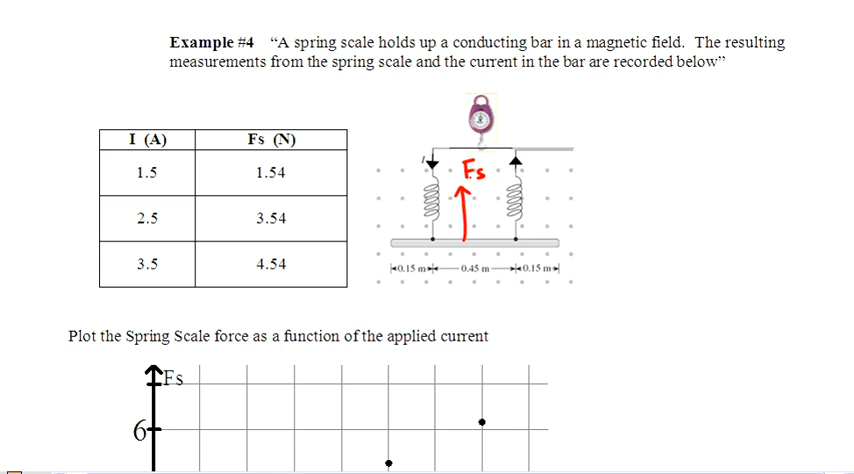 Example #4 “A spring scale holds up a conducting bar in a magnetic field. The resulting
measurements from the spring scale and the current in the bar are recorded below”
I (A) Fs (N)
1.5 1.54
2.5 3.54
3.5 4.54
I
Fs
0.15 m 0.45 m 0.15 m
Plot the Spring Scale force as a function of the applied current
Fs
6